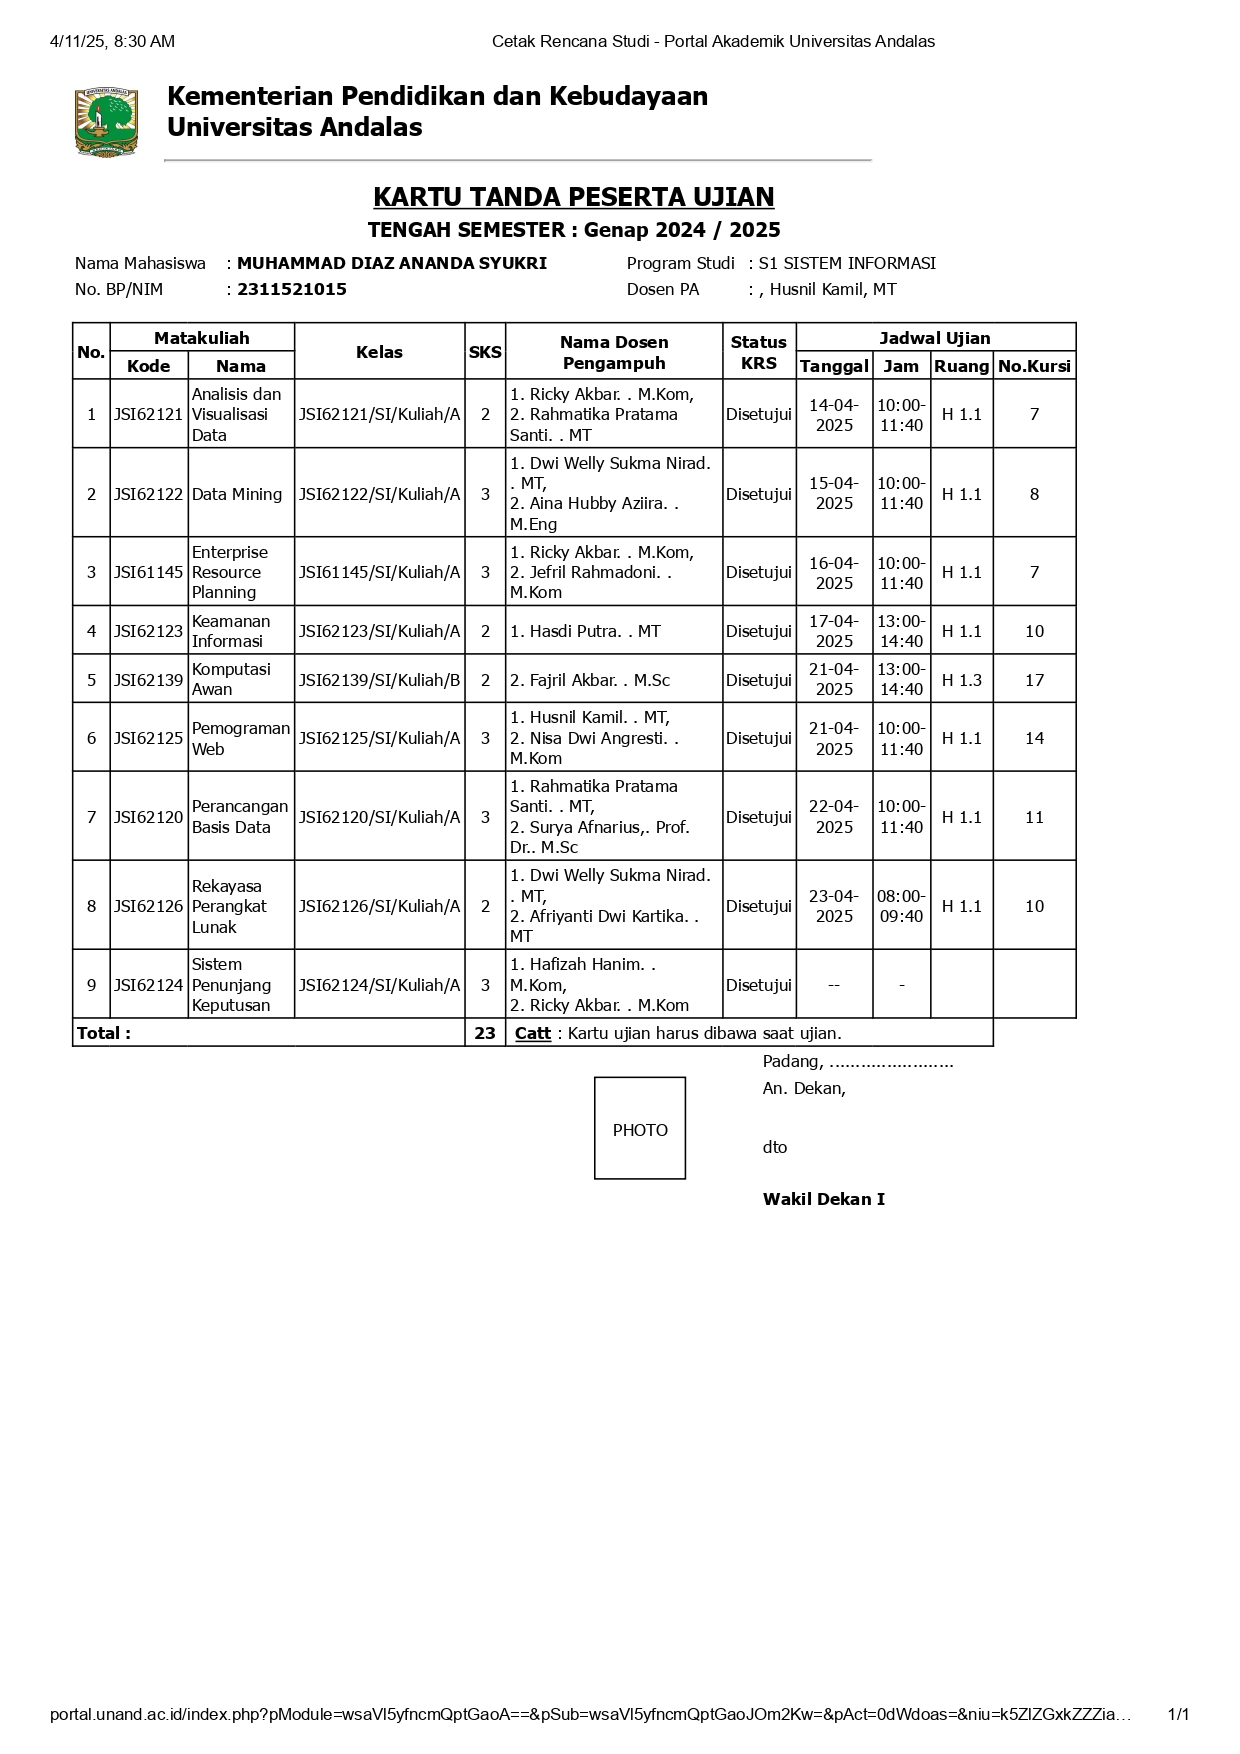 4/11/25, 8:30 AM Cetak Rencana Studi - Portal Akademik Universitas Andalas
Kementerian Pendidikan dan Kebudayaan
Universitas Andalas
KARTU TANDA PESERTA UJIAN
TENGAH SEMESTER : Genap 2024 / 2025
Nama Mahasiswa : MUHAMMAD DIAZ ANANDA SYUKRI Program Studi : S1 SISTEM INFORMASI
No. BP/NIM : 2311521015 Dosen PA : , Husnil Kamil, MT
No. Matakuliah Kelas SKS Nama Dosen Pengampuh Status KRS Jadwal Ujian
Kode Nama Tanggal Jam Ruang No.Kursi
1 JSI62121 Analisis dan Visualisasi Data JSI62121/SI/Kuliah/A 2 1. Ricky Akbar. . M.Kom, 2. Rahmatika Pratama Santi. . MT Disetujui 14-04-2025 10:00-11:40 H 1.1 7
2 JSI62122 Data Mining JSI62122/SI/Kuliah/A 3 1. Dwi Welly Sukma Nirad. . MT, 2. Aina Hubby Aziira. . M.Eng Disetujui 15-04-2025 10:00-11:40 H 1.1 8
3 JSI61145 Enterprise Resource Planning JSI61145/SI/Kuliah/A 3 1. Ricky Akbar. . M.Kom, 2. Jefril Rahmadoni. . M.Kom Disetujui 16-04-2025 10:00-11:40 H 1.1 7
4 JSI62123 Keamanan Informasi JSI62123/SI/Kuliah/A 2 1. Hasdi Putra. . MT Disetujui 17-04-2025 13:00-14:40 H 1.1 10
5 JSI62139 Komputasi Awan JSI62139/SI/Kuliah/B 2 2. Fajril Akbar. . M.Sc Disetujui 21-04-2025 13:00-14:40 H 1.3 17
6 JSI62125 Pemograman Web JSI62125/SI/Kuliah/A 3 1. Husnil Kamil. . MT, 2. Nisa Dwi Angresti. . M.Kom Disetujui 21-04-2025 10:00-11:40 H 1.1 14
7 JSI62120 Perancangan Basis Data JSI62120/SI/Kuliah/A 3 1. Rahmatika Pratama Santi. . MT, 2. Surya Afnarius,. Prof. Dr.. M.Sc Disetujui 22-04-2025 10:00-11:40 H 1.1 11
8 JSI62126 Rekayasa Perangkat Lunak JSI62126/SI/Kuliah/A 2 1. Dwi Welly Sukma Nirad. . MT, 2. Afriyanti Dwi Kartika. . MT Disetujui 23-04-2025 08:00-09:40 H 1.1 10
9 JSI62124 Sistem Penunjang Keputusan JSI62124/SI/Kuliah/A 3 1. Hafizah Hanim. . M.Kom, 2. Ricky Akbar. . M.Kom Disetujui -- -
Total : 23 Catt : Kartu ujian harus dibawa saat ujian.
Padang, .......................
An. Dekan,
PHOTO
dto
Wakil Dekan I
portal.unand.ac.id/index.php?pModule=wsaVl5yfncmQptGaoA==&pSub=wsaVl5yfncmQptGaoJOm2Kw=&pAct=0dWdoas=&niu=k5ZlZGxkZZZia… 1/1